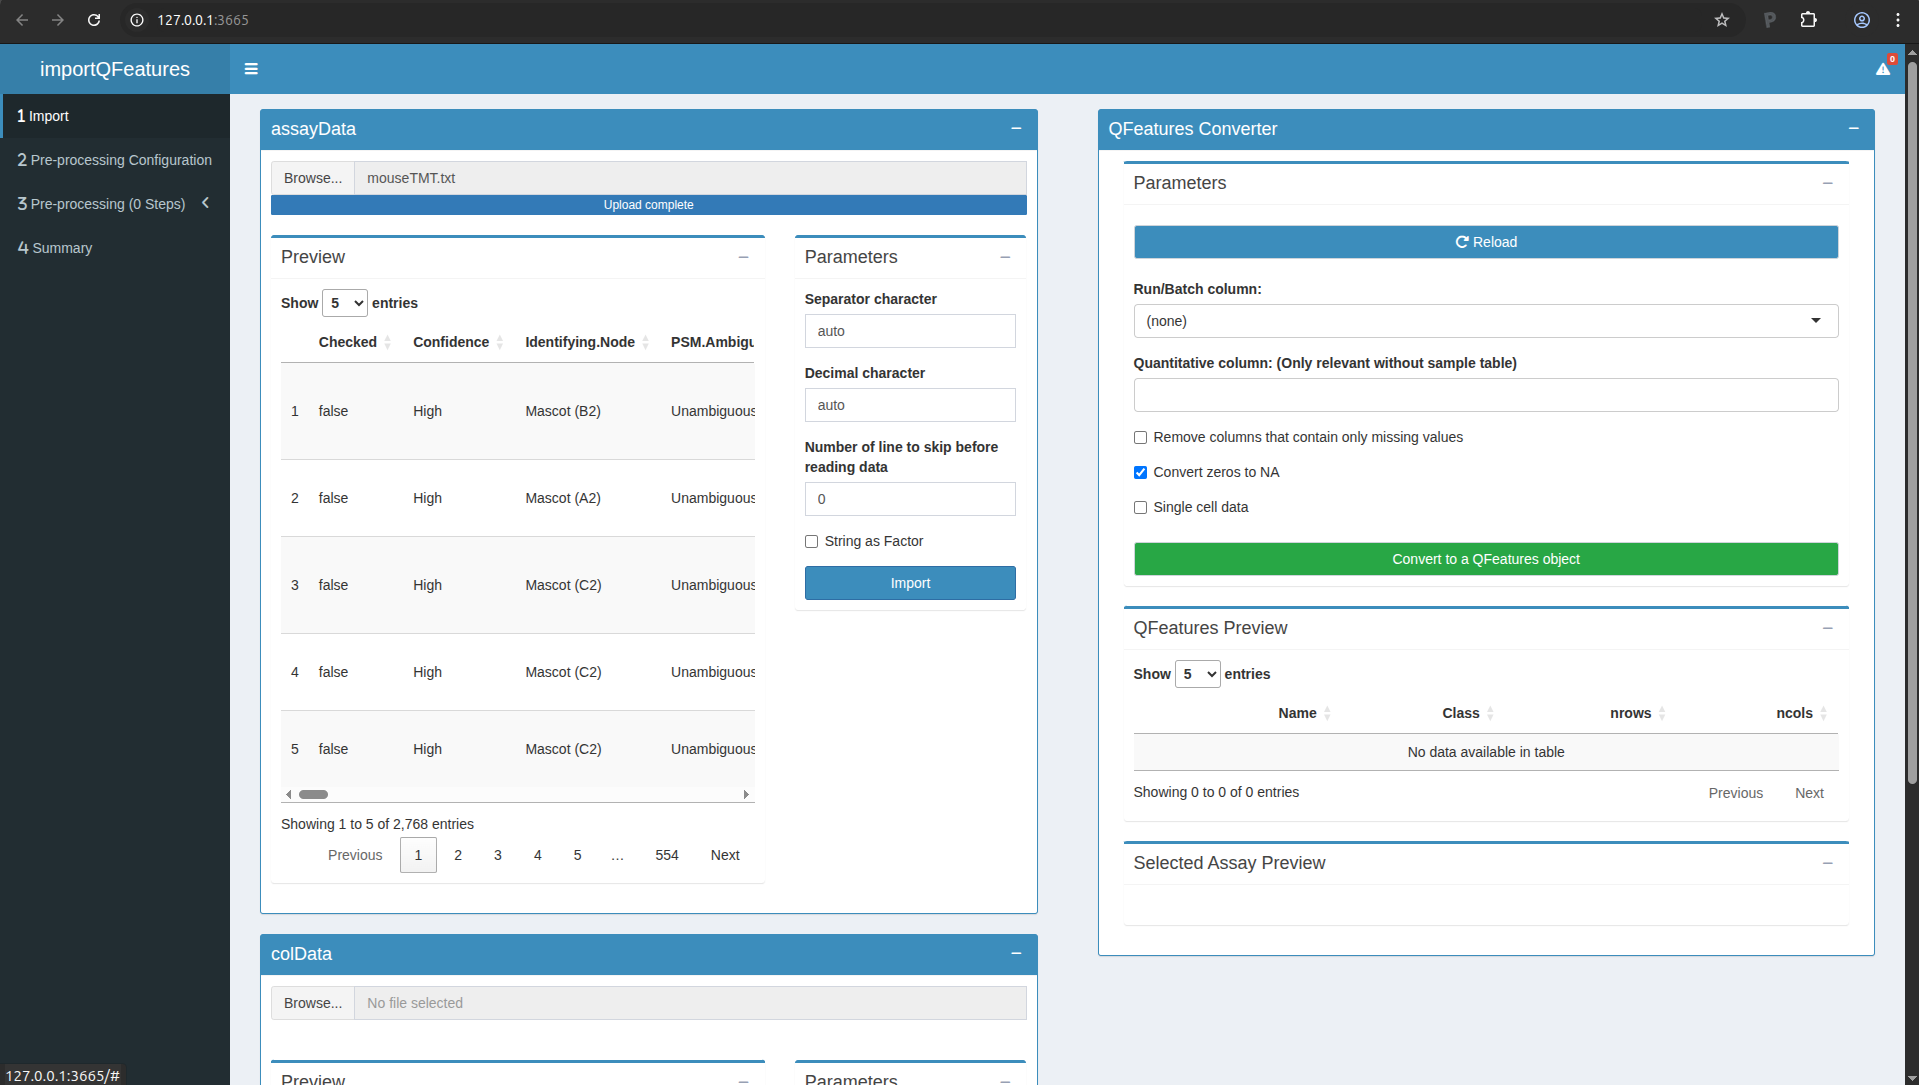 127.0.0.1:3665
importQFeatures
0
1 Import
2 Pre-processing Configuration
3 Pre-processing (0 Steps)
4 Summary
assayData
Browse... mouseTMT.txt
Upload complete
Preview
Show 5 entries
Checked Confidence Identifying.Node PSM.Ambigu
1 false High Mascot (B2) Unambiguous
2 false High Mascot (A2) Unambiguous
3 false High Mascot (C2) Unambiguous
4 false High Mascot (C2) Unambiguous
5 false High Mascot (C2) Unambiguous
Showing 1 to 5 of 2,768 entries
Previous 1 2 3 4 5 … 554 Next
Parameters
Separator character
auto
Decimal character
auto
Number of line to skip before
reading data
0
String as Factor
Import
colData
Browse... No file selected
Preview
Parameters
QFeatures Converter
Parameters
Reload
Run/Batch column:
(none)
Quantitative column: (Only relevant without sample table)
Remove columns that contain only missing values
Convert zeros to NA
Single cell data
Convert to a QFeatures object
QFeatures Preview
Show 5 entries
Name Class nrows ncols
No data available in table
Showing 0 to 0 of 0 entries
Previous Next
Selected Assay Preview
127.0.0.1:3665/#